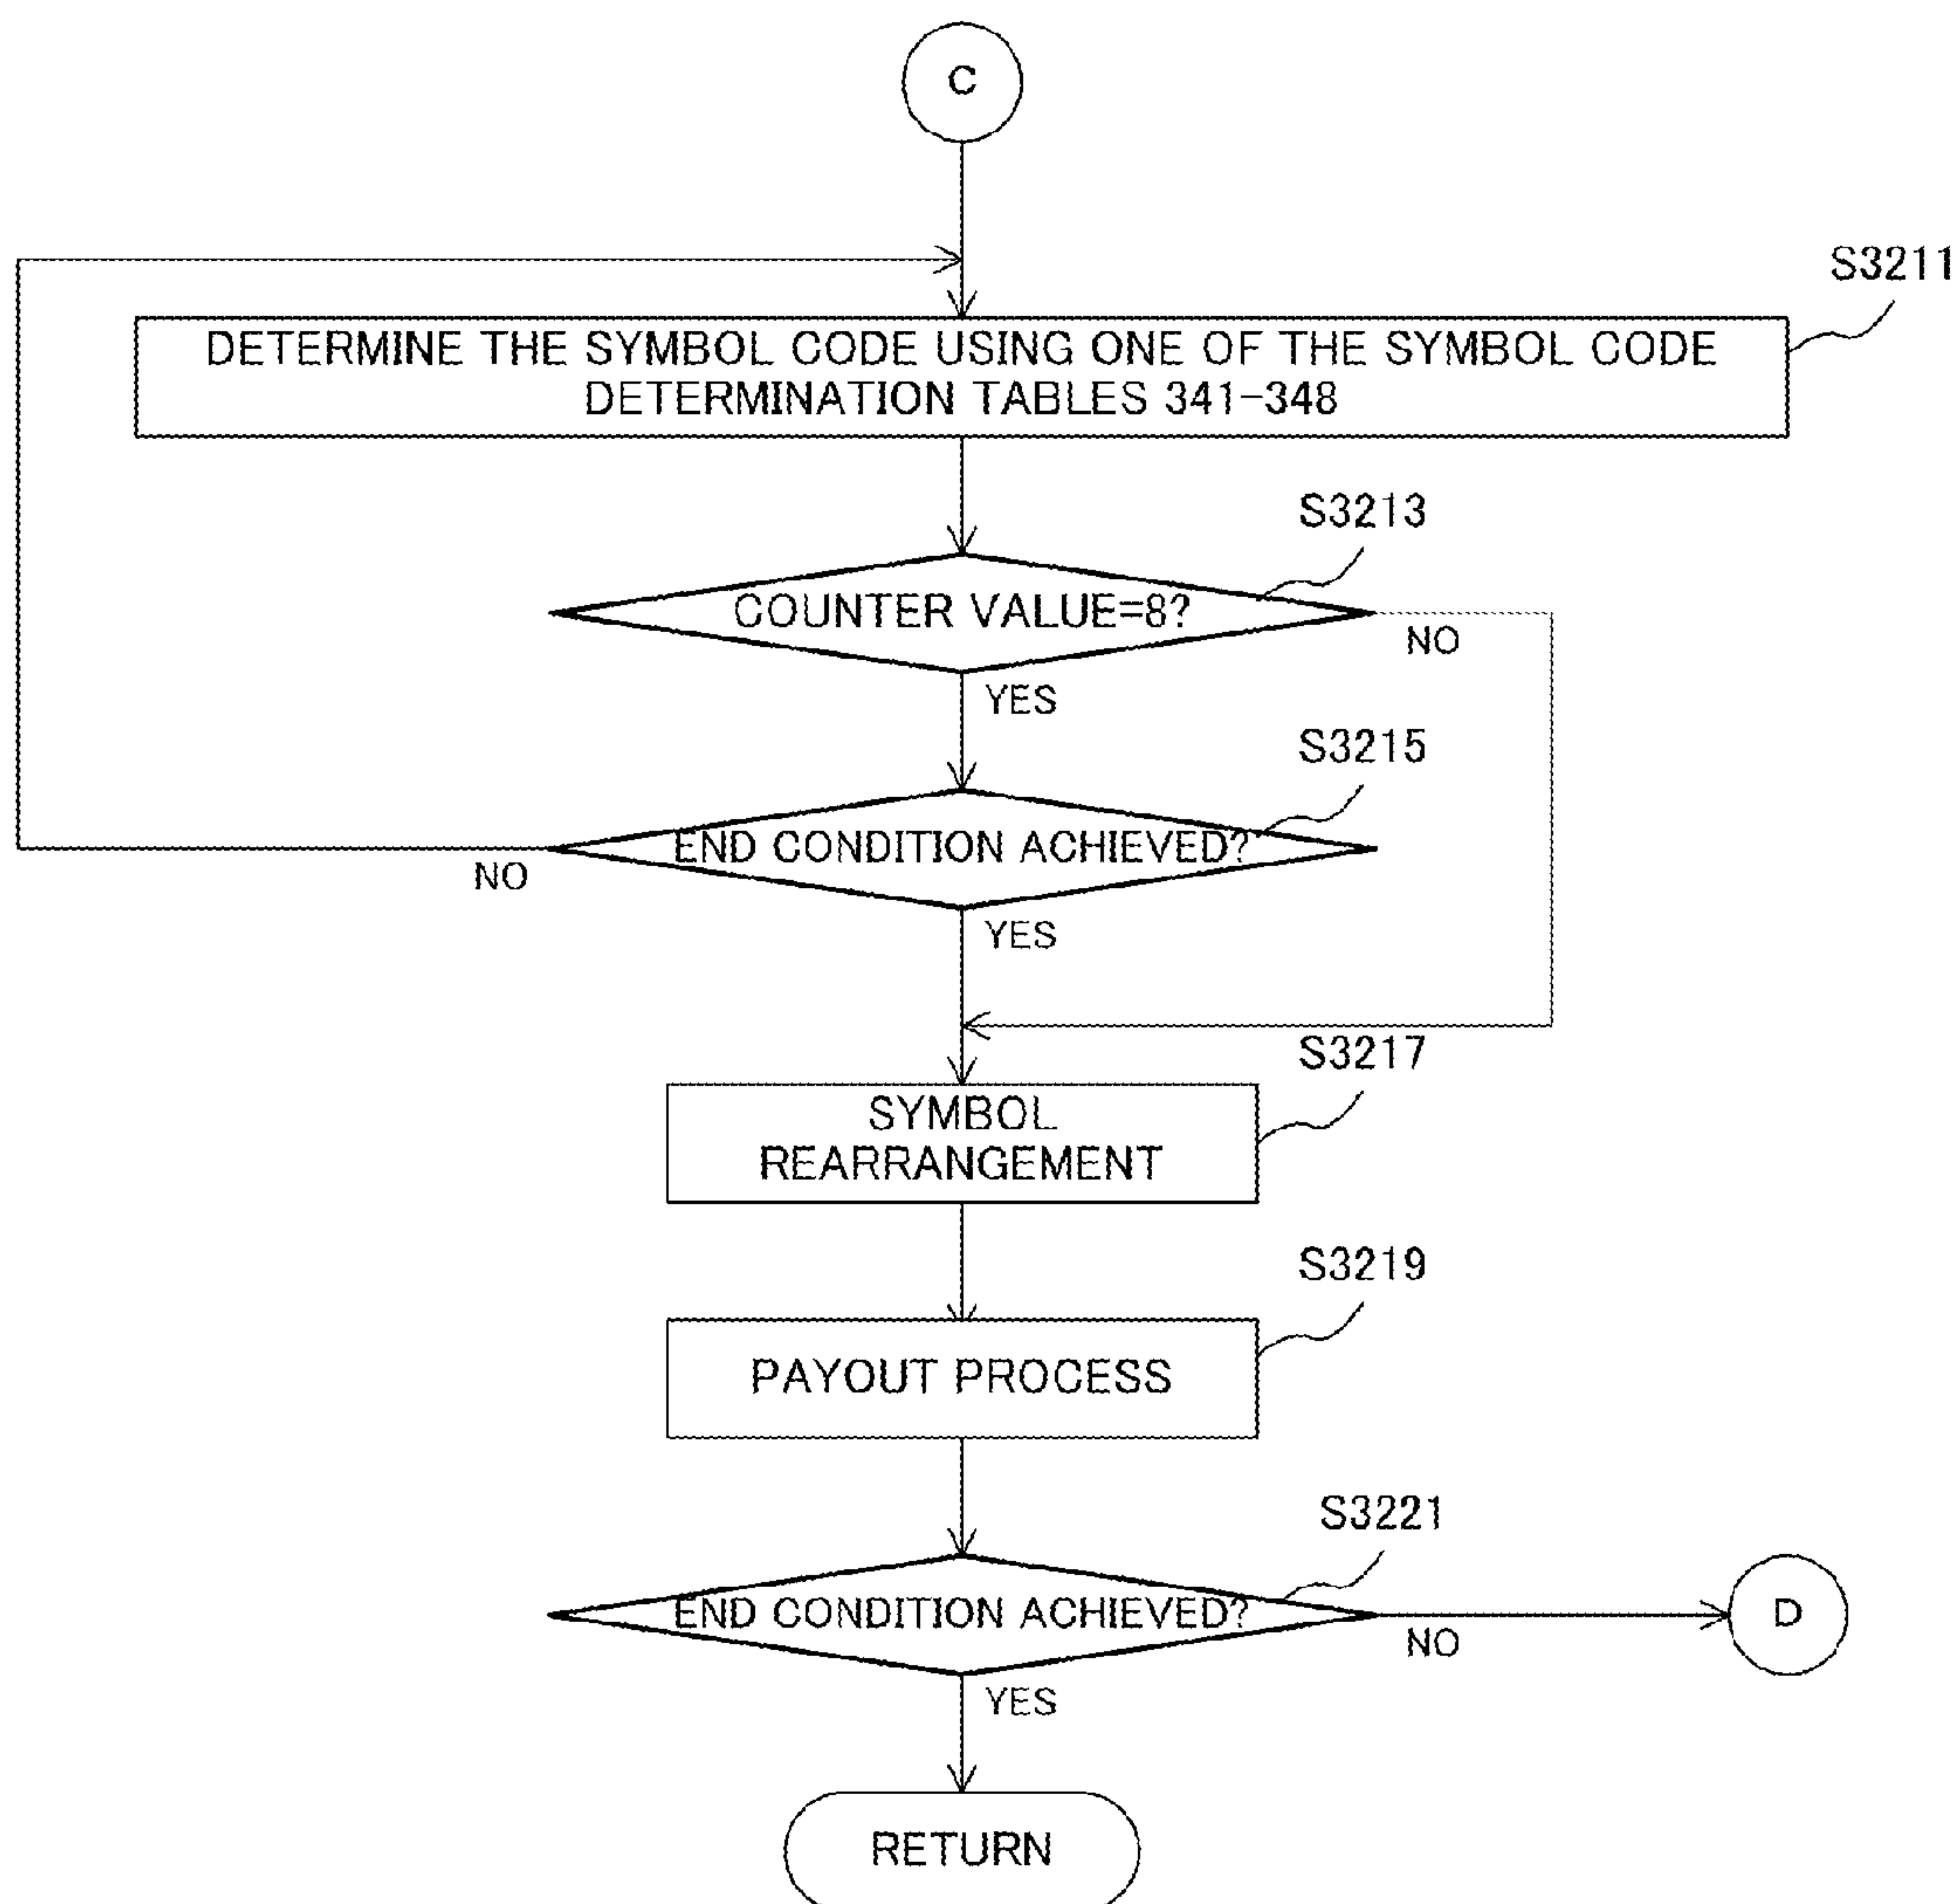 C
S3211
DETERMINE THE SYMBOL CODE USING ONE OF THE SYMBOL CODE
DETERMINATION TABLES 341-348
S3213
COUNTER VALUE=8?
NO
YES
S3215
END CONDITION ACHIEVED?
NO
YES
S3217
SYMBOL
REARRANGEMENT
S3219
PAYOUT PROCESS
S3221
END CONDITION ACHIEVED?
D
NO
YES
RETURN